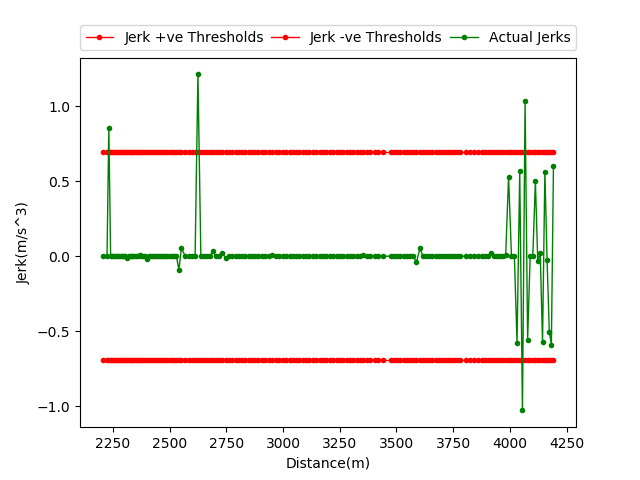 Jerk +ve Thresholds Jerk -ve Thresholds Actual Jerks
1.0
0.5
0.0
−0.5
−1.0
Jerk(m/s^3)
2250 2500 2750 3000 3250 3500 3750 4000 4250
Distance(m)